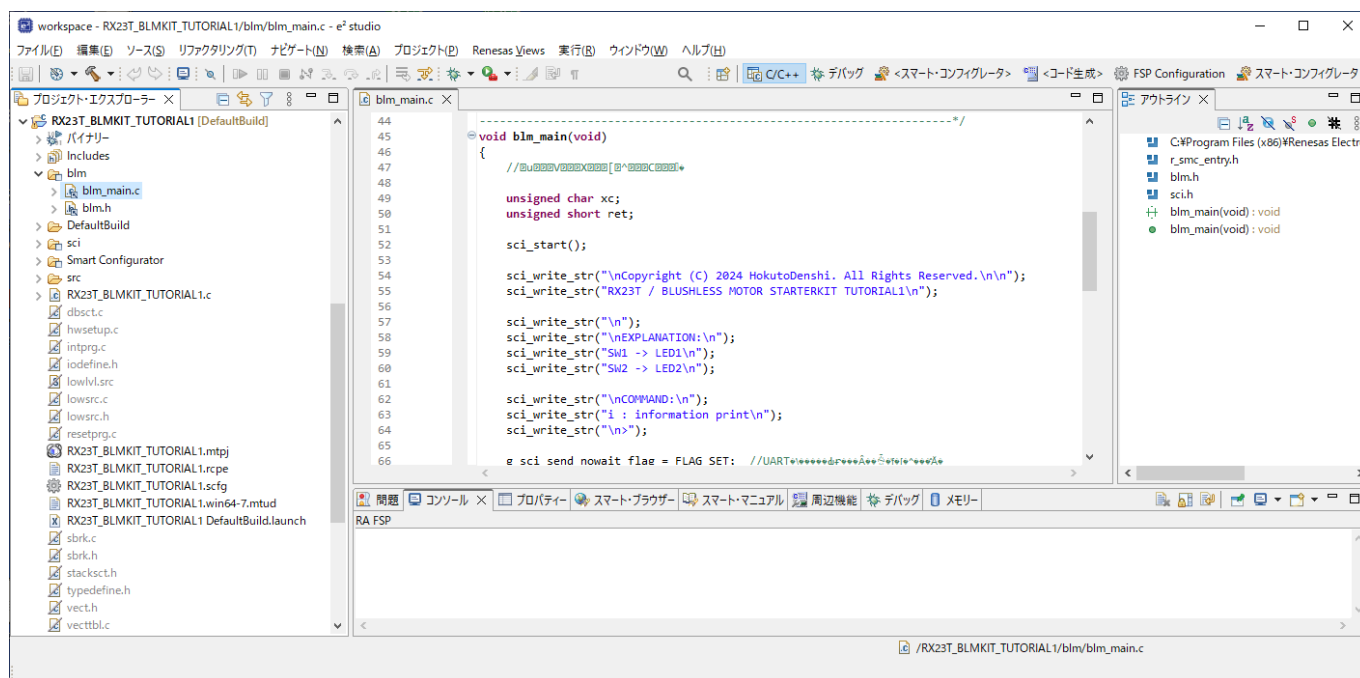 workspace - RX23T_BLMKIT_TUTORIAL1/blm/blm_main.c - e² studio
ファイル(F) 編集(E) ソース(S) リファクタリング(T) ナビゲート(N) 検索(A) プロジェクト(P) Renesas Views 実行(R) ウィンドウ(W) ヘルプ(H)
C/C++ デバッグ <スマート・コンフィグレータ> <コード生成> FSP Configuration スマート・コンフィグレータ
プロジェクト・エクスプローラー
RX23T_BLMKIT_TUTORIAL1 [DefaultBuild]
バイナリー
Includes
blm
blm_main.c
blm.h
DefaultBuild
sci
Smart Configurator
src
RX23T_BLMKIT_TUTORIAL1.c
dbsct.c
hwsetup.c
intprg.c
iodefine.h
lowlvl.src
lowsrc.c
lowsrc.h
resetprg.c
RX23T_BLMKIT_TUTORIAL1.mtpj
RX23T_BLMKIT_TUTORIAL1.rcpe
RX23T_BLMKIT_TUTORIAL1.scfg
RX23T_BLMKIT_TUTORIAL1.win64-7.mtud
RX23T_BLMKIT_TUTORIAL1 DefaultBuild.launch
sbrk.c
sbrk.h
stacksct.h
typedefine.h
vect.h
vecttbl.c
blm_main.c
44 ----------------------------------------------------------------------*/
45 void blm_main(void)
46 {
47 //
48
49 unsigned char xc;
50 unsigned short ret;
51
52 sci_start();
53
54 sci_write_str("\nCopyright (C) 2024 HokutoDenshi. All Rights Reserved.\n\n");
55 sci_write_str("RX23T / BLUSHLESS MOTOR STARTERKIT TUTORIAL1\n");
56
57 sci_write_str("\n");
58 sci_write_str("\nEXPLANATION:\n");
59 sci_write_str("SW1 -> LED1\n");
60 sci_write_str("SW2 -> LED2\n");
61
62 sci_write_str("\nCOMMAND:\n");
63 sci_write_str("i : information print\n");
64 sci_write_str("\n>");
65
66 g_sci_send_nowait_flag = FLAG_SET; //UART
アウトライン
C:¥Program Files (x86)¥Renesas Electr
r_smc_entry.h
blm.h
sci.h
blm_main(void) : void
blm_main(void) : void
問題 コンソール プロパティー スマート・ブラウザー スマート・マニュアル 周辺機能 デバッグ メモリー
RA FSP
/RX23T_BLMKIT_TUTORIAL1/blm/blm_main.c